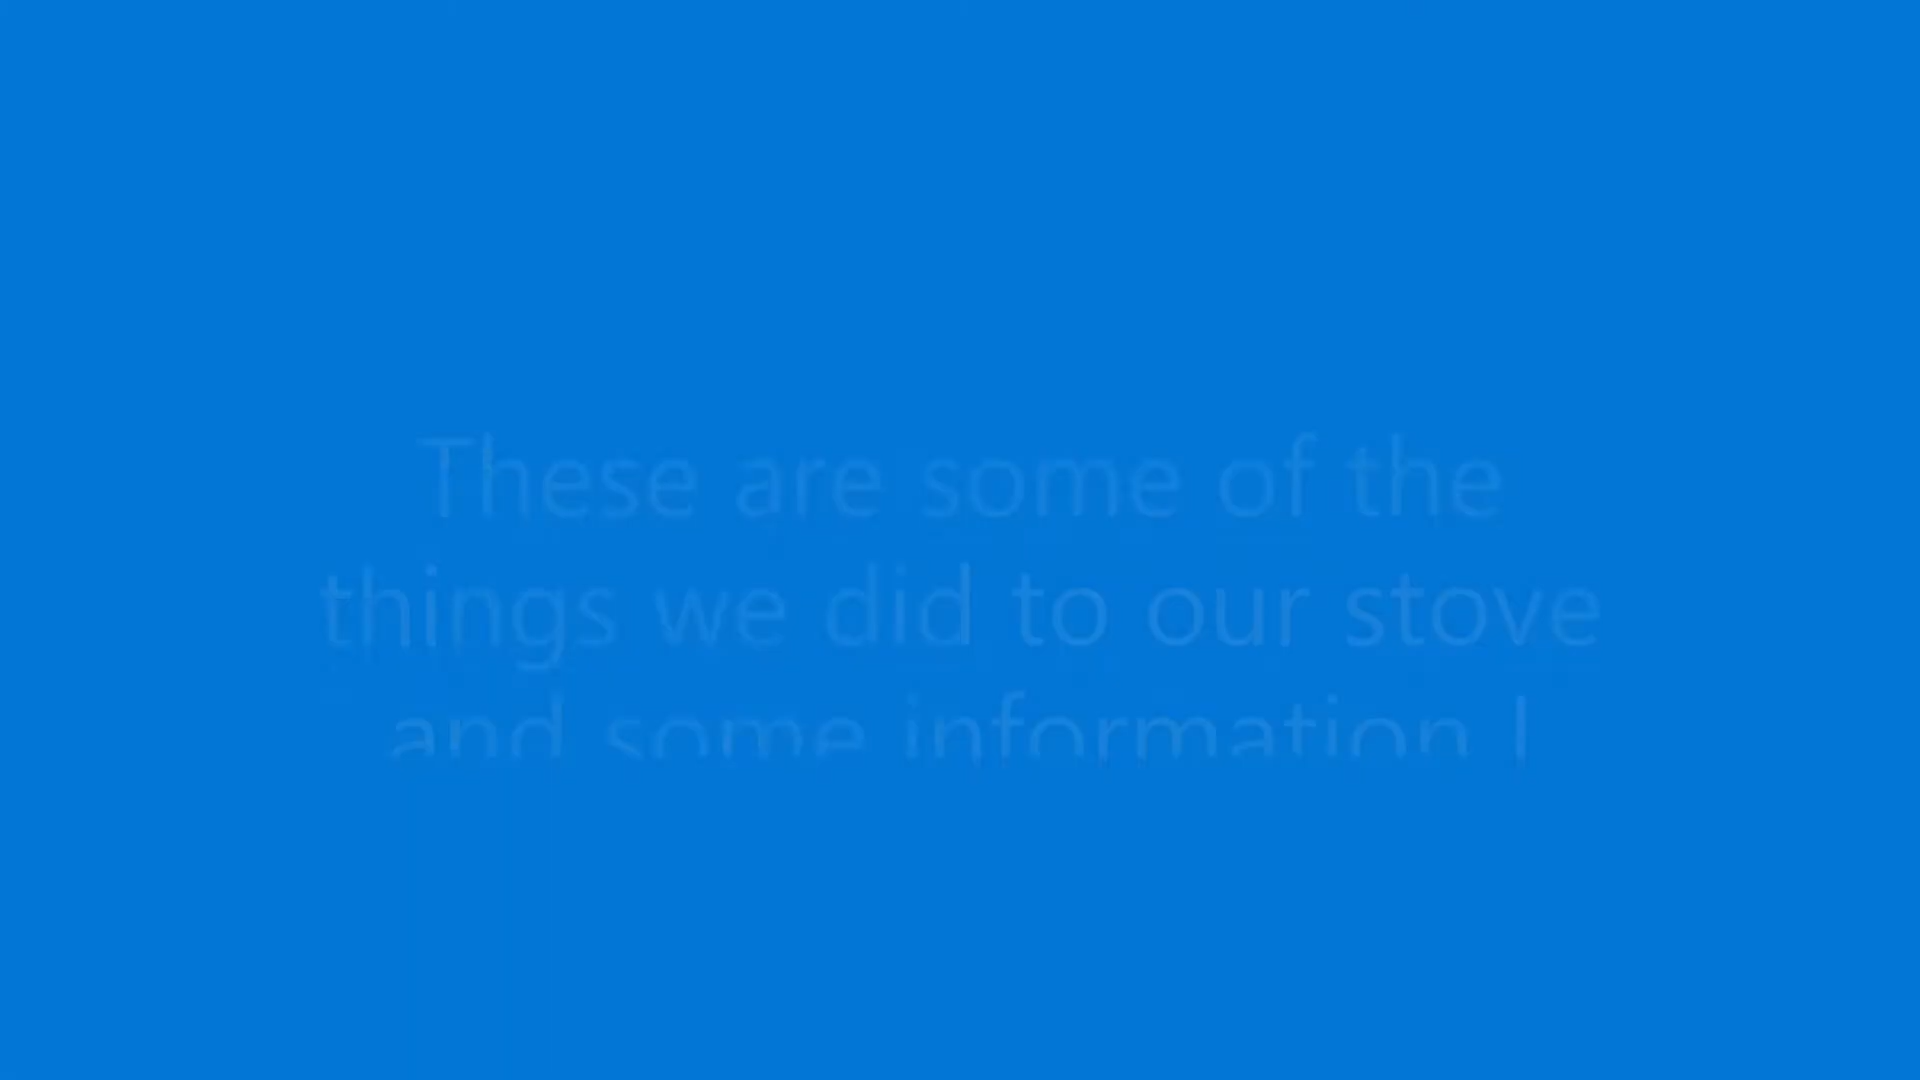 These are some of the
things we did to our stove
and some information I